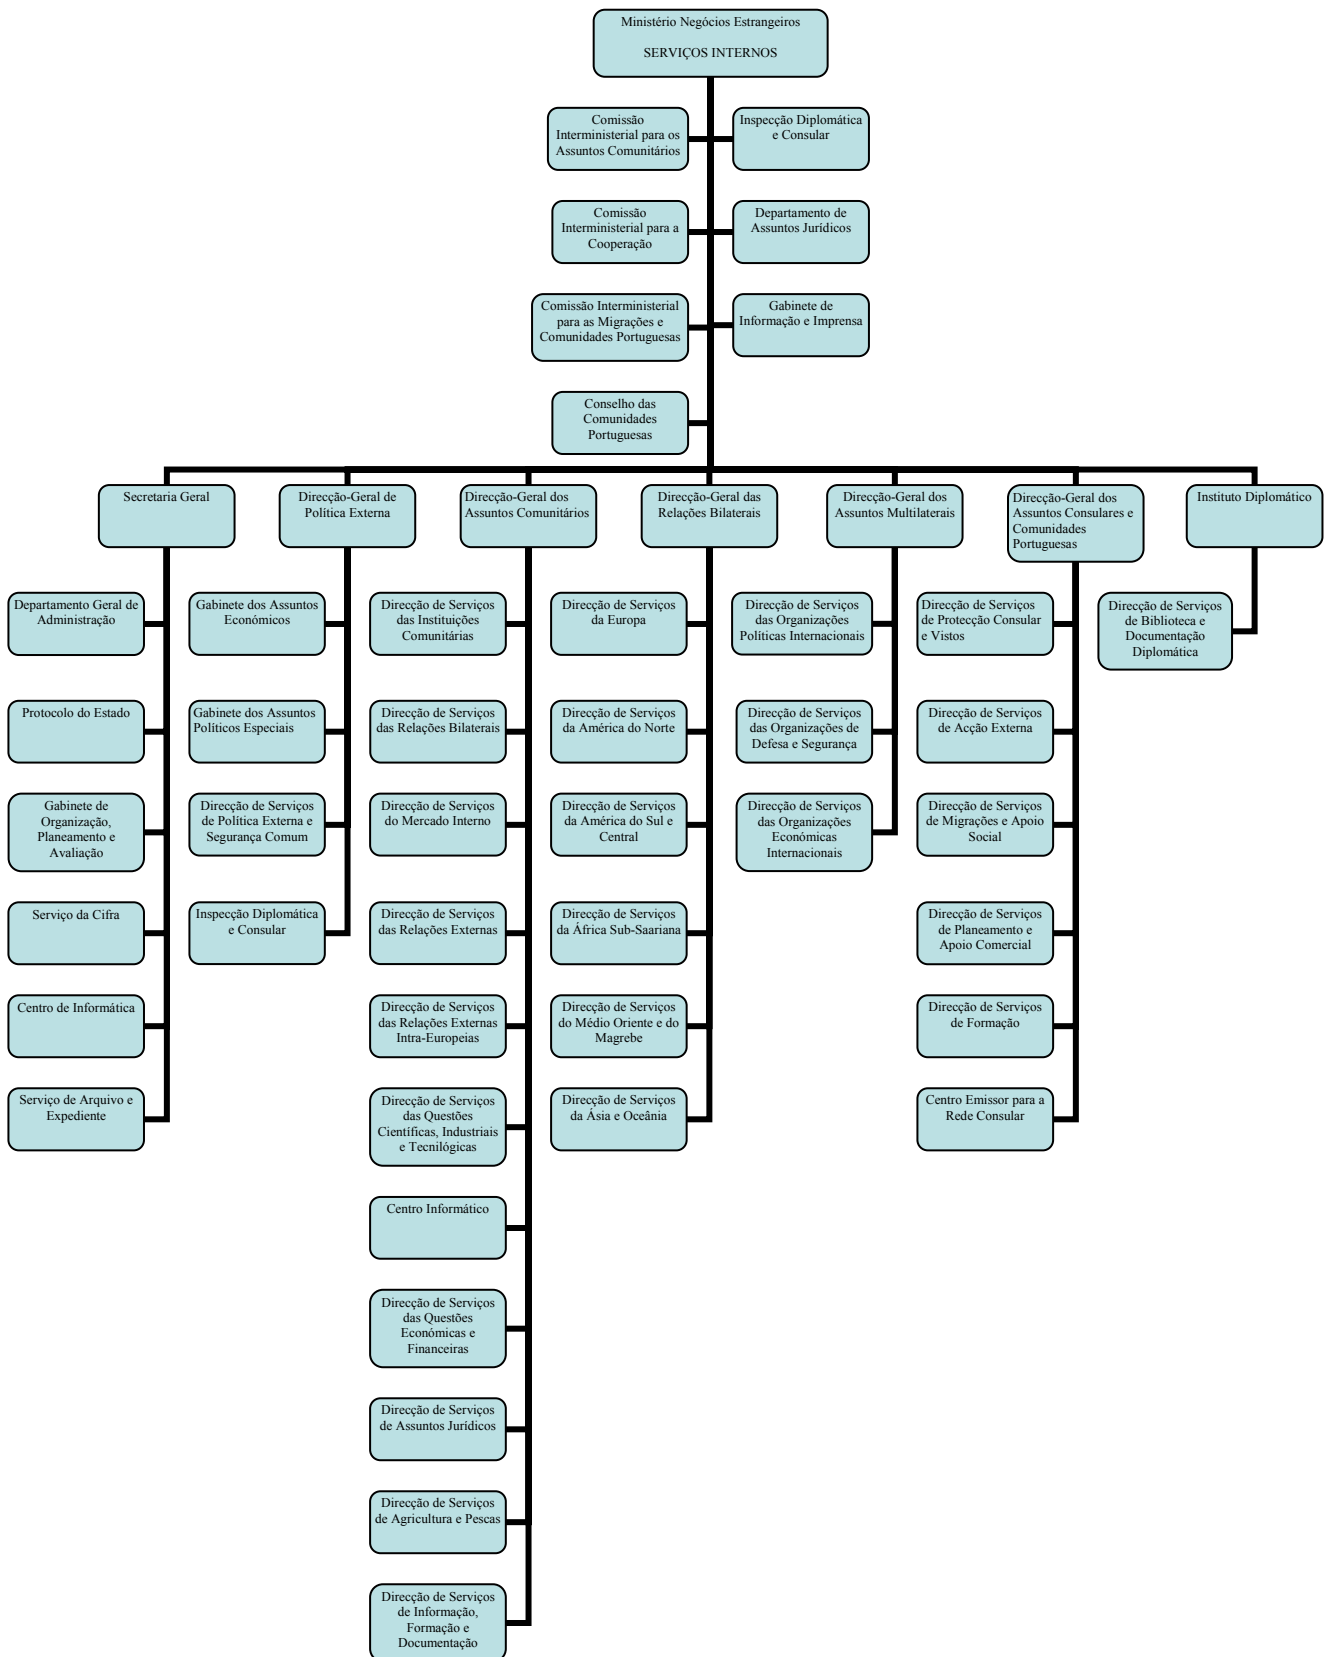 Ministério Negócios Estrangeiros
SERVIÇOS INTERNOS
Comissão
Interministerial para os
Assuntos Comunitários
Inspecção Diplomática
e Consular
Comissão
Interministerial para a
Cooperação
Departamento de
Assuntos Jurídicos
Comissão Interministerial
para as Migrações e
Comunidades Portuguesas
Gabinete de
Informação e Imprensa
Conselho das
Comunidades
Portuguesas
Secretaria Geral
Direcção-Geral de
Política Externa
Direcção-Geral dos
Assuntos Comunitários
Direcção-Geral das
Relações Bilaterais
Direcção-Geral dos
Assuntos Multilaterais
Direcção-Geral dos
Assuntos Consulares e
Comunidades
Portuguesas
Instituto Diplomático
Departamento Geral de
Administração
Protocolo do Estado
Gabinete de
Organização,
Planeamento e
Avaliação
Serviço da Cifra
Centro de Informática
Serviço de Arquivo e
Expediente
Gabinete dos Assuntos
Económicos
Gabinete dos Assuntos
Políticos Especiais
Direcção de Serviços
de Política Externa e
Segurança Comum
Inspecção Diplomática
e Consular
Direcção de Serviços
das Instituições
Comunitárias
Direcção de Serviços
das Relações Bilaterais
Direcção de Serviços
do Mercado Interno
Direcção de Serviços
das Relações Externas
Direcção de Serviços
das Relações Externas
Intra-Europeias
Direcção de Serviços
das Questões
Científicas, Industriais
e Tecnilógicas
Centro Informático
Direcção de Serviços
das Questões
Económicas e
Financeiras
Direcção de Serviços
de Assuntos Jurídicos
Direcção de Serviços
de Agricultura e Pescas
Direcção de Serviços
de Informação,
Formação e
Documentação
Direcção de Serviços
da Europa
Direcção de Serviços
da América do Norte
Direcção de Serviços
da América do Sul e
Central
Direcção de Serviços
da África Sub-Saariana
Direcção de Serviços
do Médio Oriente e do
Magrebe
Direcção de Serviços
da Ásia e Oceânia
Direcção de Serviços
das Organizações
Políticas Internacionais
Direcção de Serviços
das Organizações de
Defesa e Segurança
Direcção de Serviços
das Organizações
Económicas
Internacionais
Direcção de Serviços
de Protecção Consular
e Vistos
Direcção de Serviços
de Acção Externa
Direcção de Serviços
de Migrações e Apoio
Social
Direcção de Serviços
de Planeamento e
Apoio Comercial
Direcção de Serviços
de Formação
Centro Emissor para a
Rede Consular
Direcção de Serviços
de Biblioteca e
Documentação
Diplomática